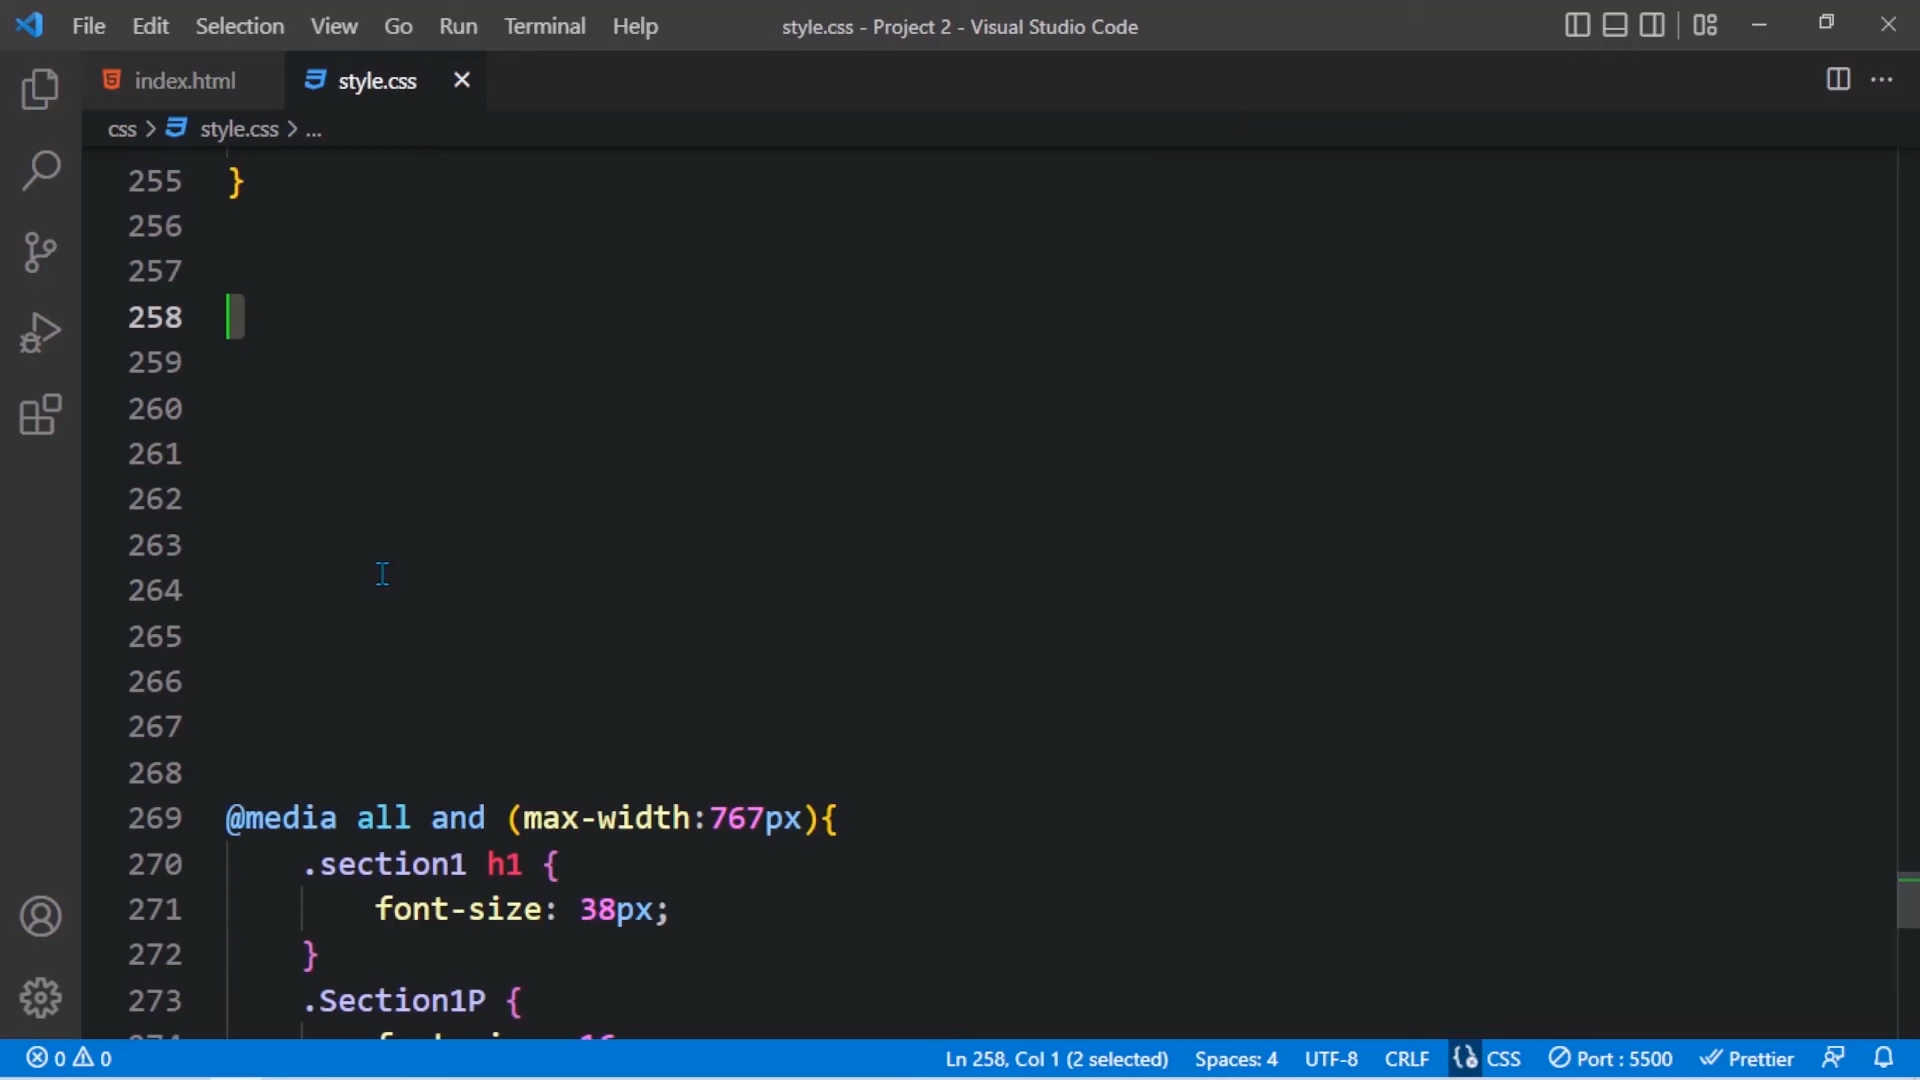 File Edit Selection View Go Run Terminal Help style.css - Project 2 - Visual Studio Code
index.html style.css
css > style.css > ...
255 }
256
257
258
259
260
261
262
263
264
265
266
267
268
269 @media all and (max-width:767px){
270 .section1 h1 {
271 font-size: 38px;
272 }
273 .Section1P {
0 0 Ln 258, Col 1 (2 selected) Spaces: 4 UTF-8 CRLF CSS Port : 5500 Prettier